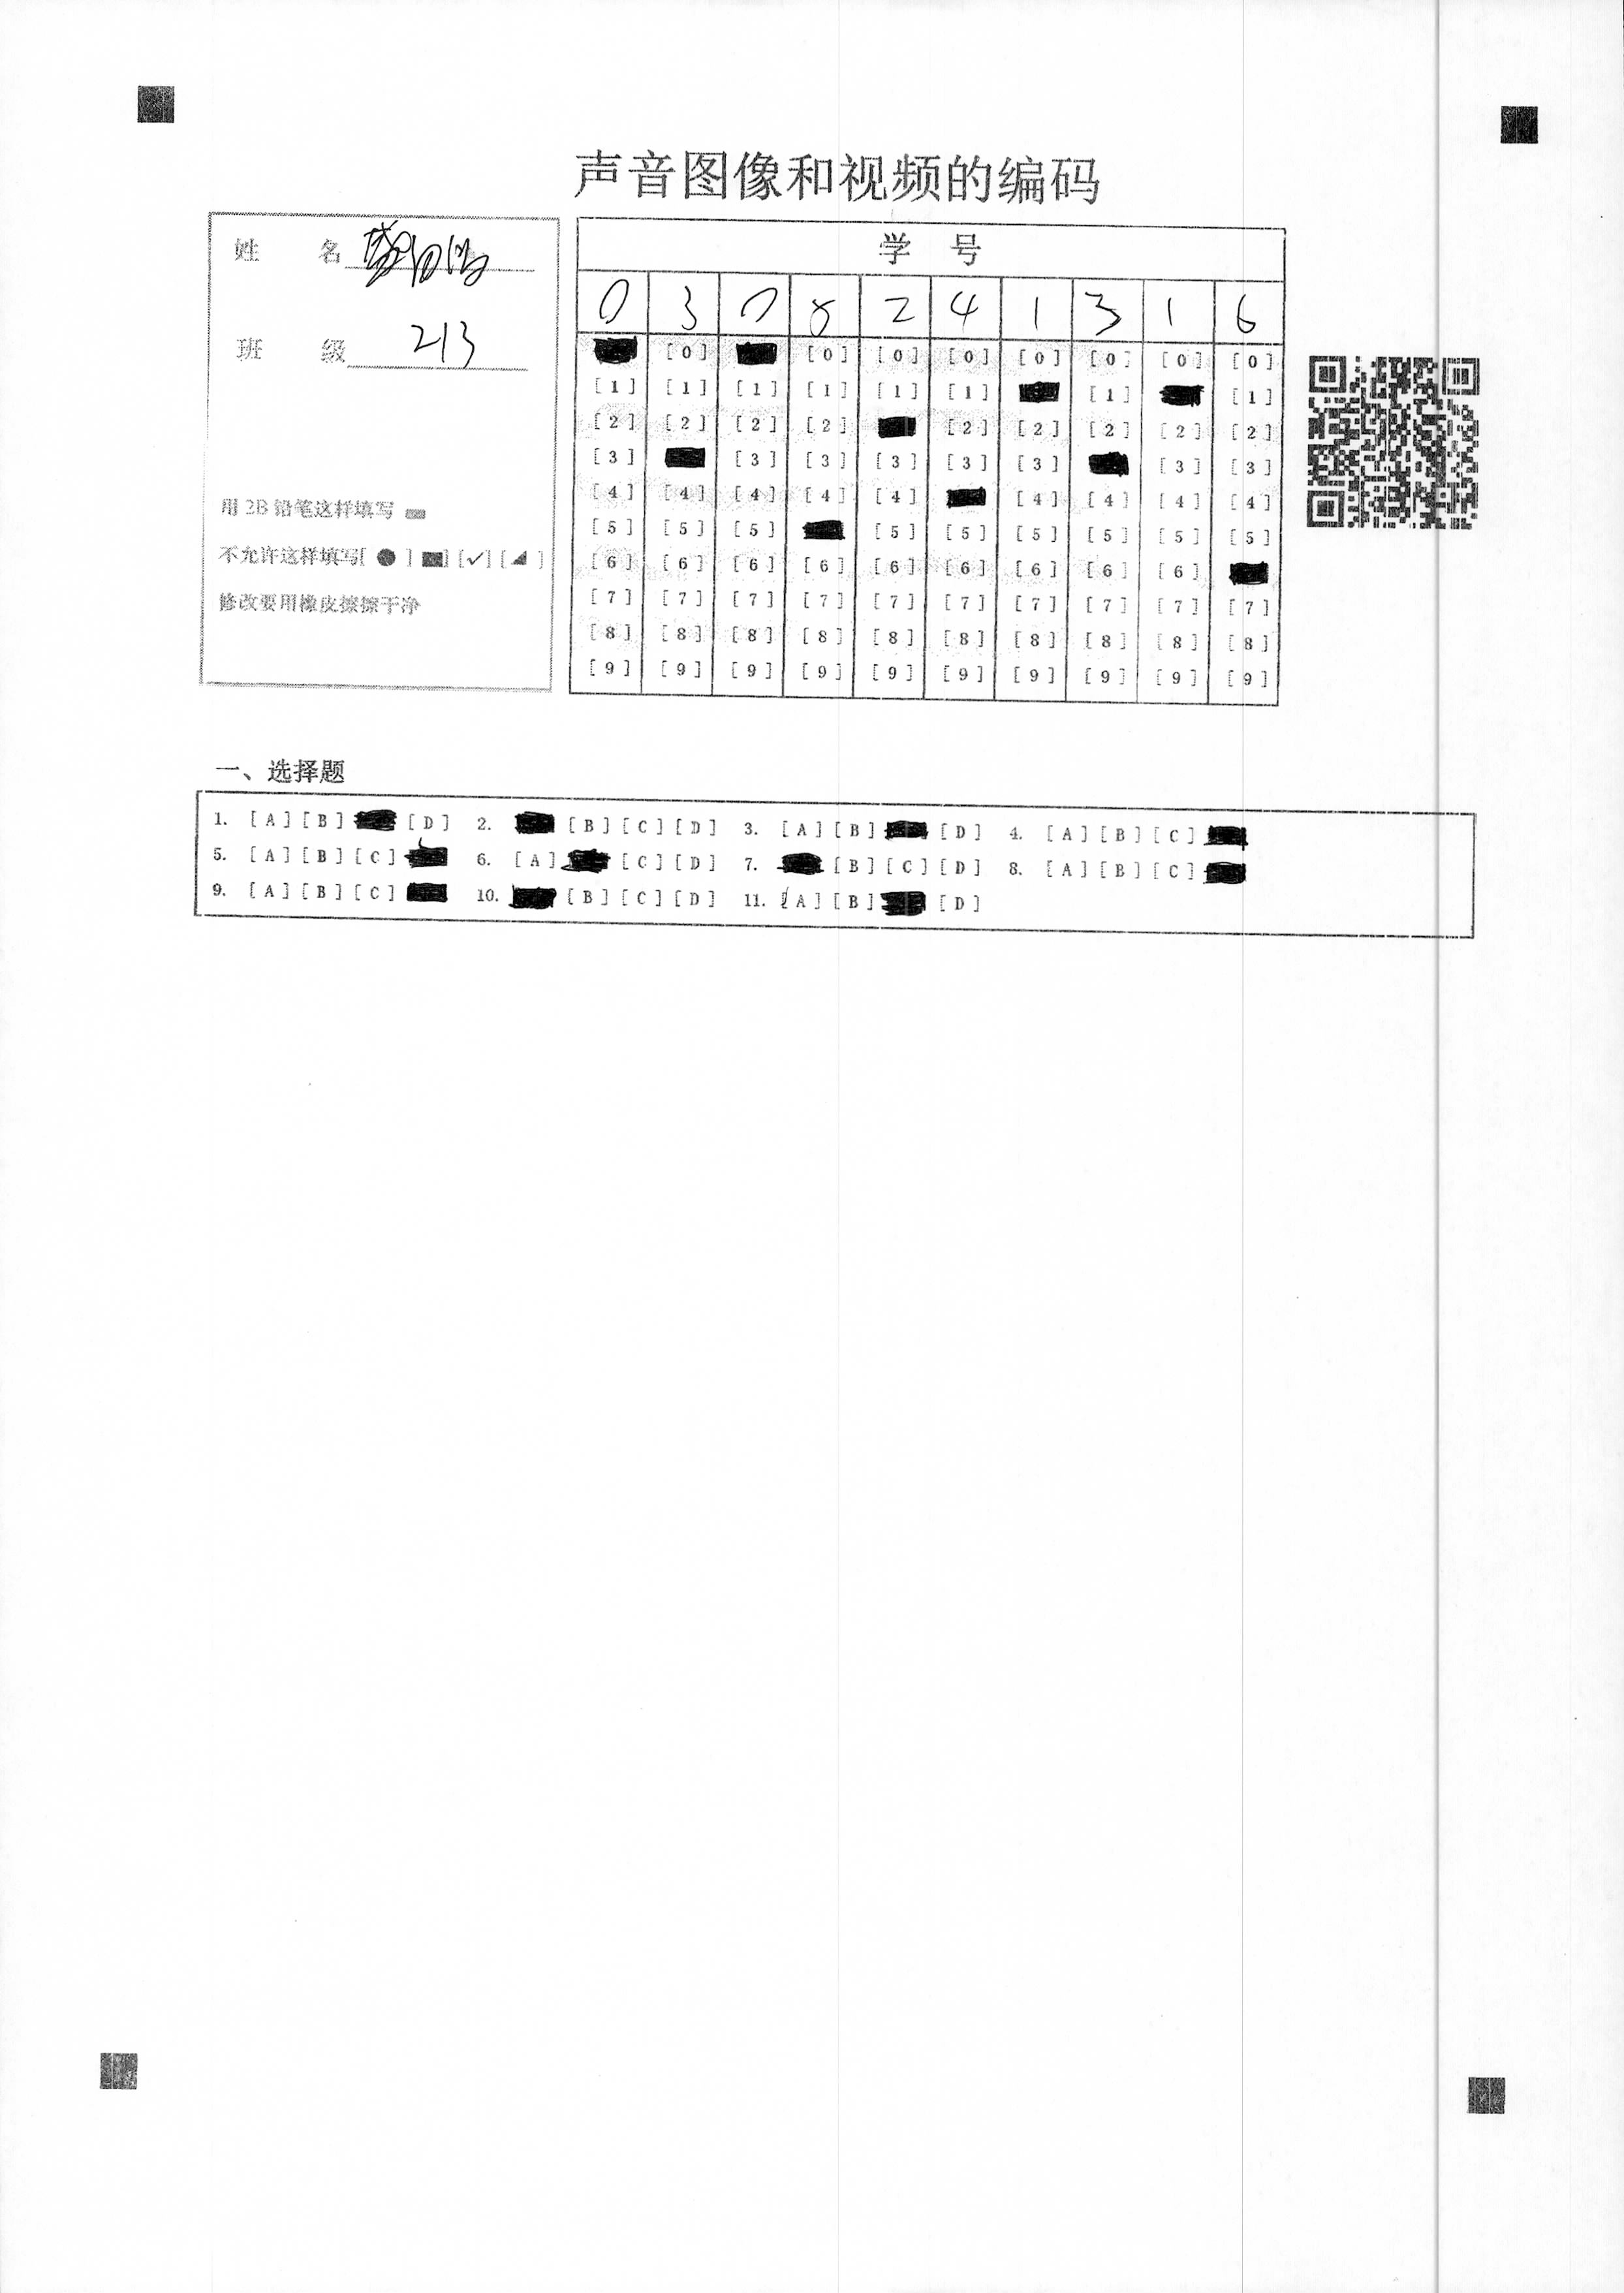 声音图像和视频的编码
姓 名
班 级 213
用 2B 铅笔这样填写
不允许这样填写[ ● ] [■] [✓] [◢]
修改要用橡皮擦擦干净
学 号
0 3 0 8 2 4 1 3 1 6
[0] [0] [0] [0] [0] [0] [0] [0]
[1] [1] [1] [1] [1] [1] [1] [1]
[2] [2] [2] [2] [2] [2] [2] [2] [2]
[3] [3] [3] [3] [3] [3] [3] [3]
[4] [4] [4] [4] [4] [4] [4] [4] [4]
[5] [5] [5] [5] [5] [5] [5] [5] [5]
[6] [6] [6] [6] [6] [6] [6] [6] [6]
[7] [7] [7] [7] [7] [7] [7] [7] [7] [7]
[8] [8] [8] [8] [8] [8] [8] [8] [8] [8]
[9] [9] [9] [9] [9] [9] [9] [9] [9] [9]
一、选择题
1. [A] [B] [D] 2. [B] [C] [D] 3. [A] [B] [D] 4. [A] [B] [C]
5. [A] [B] [C] 6. [A] [C] [D] 7. [B] [C] [D] 8. [A] [B] [C]
9. [A] [B] [C] 10. [B] [C] [D] 11. [A] [B] [D]